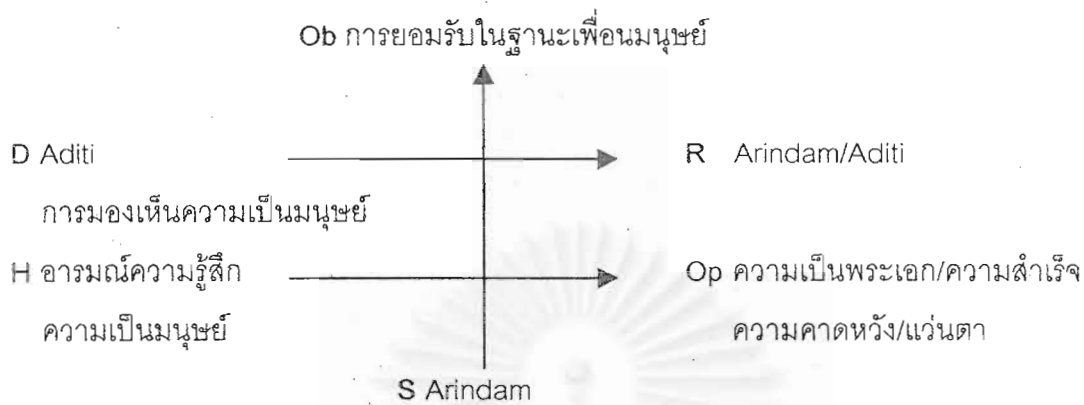 Ob การยอมรับในฐานะเพื่อนมนุษย์
D Aditi
R Arindam/Aditi
การมองเห็นความเป็นมนุษย์
H อารมณ์ความรู้สึก
Op ความเป็นพระเอก/ความสำเร็จ
ความเป็นมนุษย์
ความคาดหวัง/แว่นตา
S Arindam